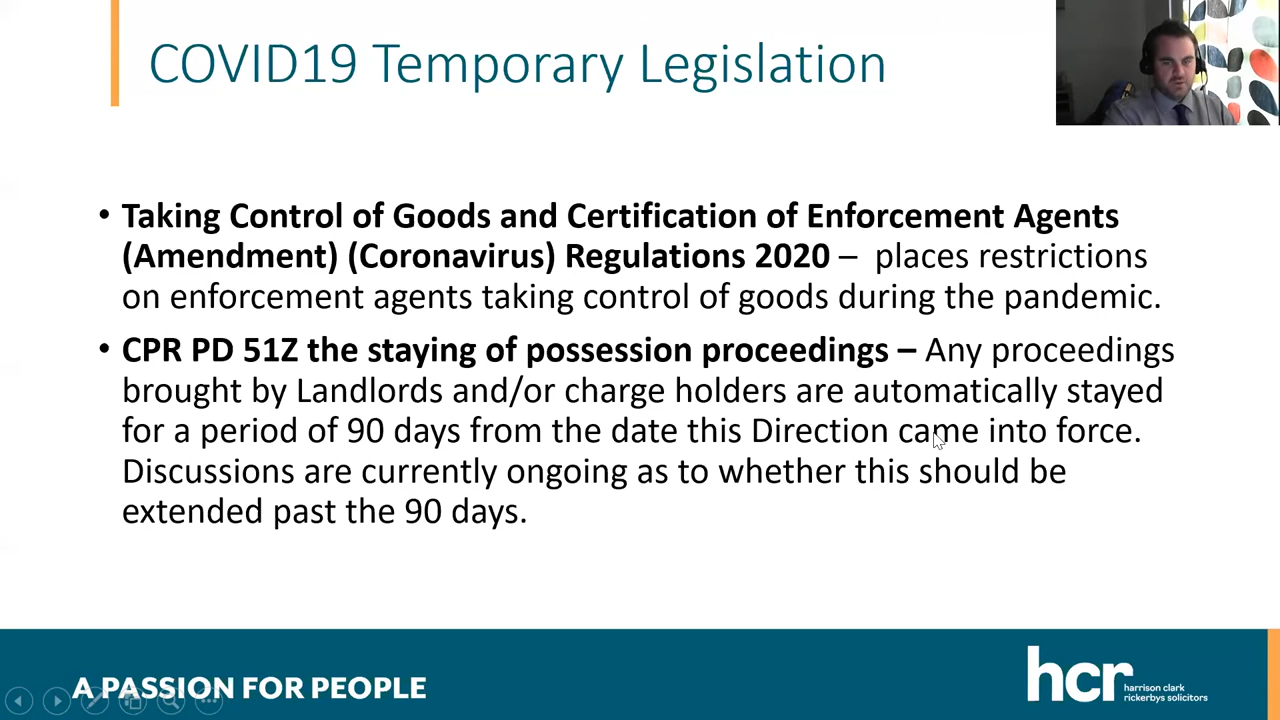 COVID19 Temporary Legislation
• Taking Control of Goods and Certification of Enforcement Agents
(Amendment) (Coronavirus) Regulations 2020 – places restrictions
on enforcement agents taking control of goods during the pandemic.
• CPR PD 51Z the staying of possession proceedings – Any proceedings
brought by Landlords and/or charge holders are automatically stayed
for a period of 90 days from the date this Direction came into force.
Discussions are currently ongoing as to whether this should be
extended past the 90 days.
A PASSION FOR PEOPLE
hcr
harrison clark
rickerbys solicitors